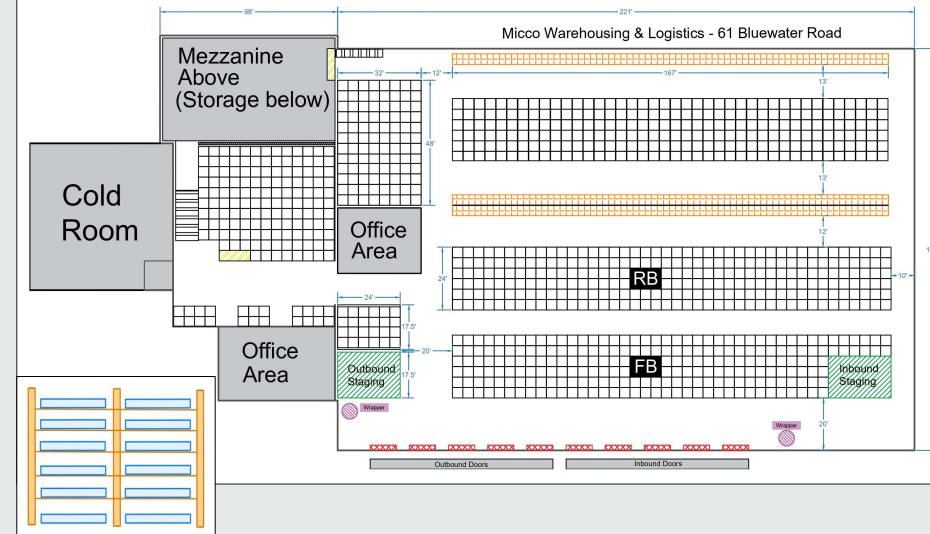 68'
221'
Micco Warehousing & Logistics - 61 Bluewater Road
Mezzanine
Above
(Storage below)
32'
12'
167'
13'
48'
13'
Cold
Room
Office
Area
12'
24'
RB
10'
24'
17.5'
20'
Office
Area
Outbound
Staging
17.5'
FB
Inbound
Staging
Wrapper
20'
Wrapper
Outbound Doors
Inbound Doors